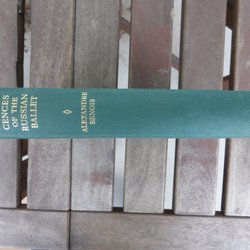 CENCES
OF THE
RUSSIAN
BALLET
ALEXANDRE
BENOIS